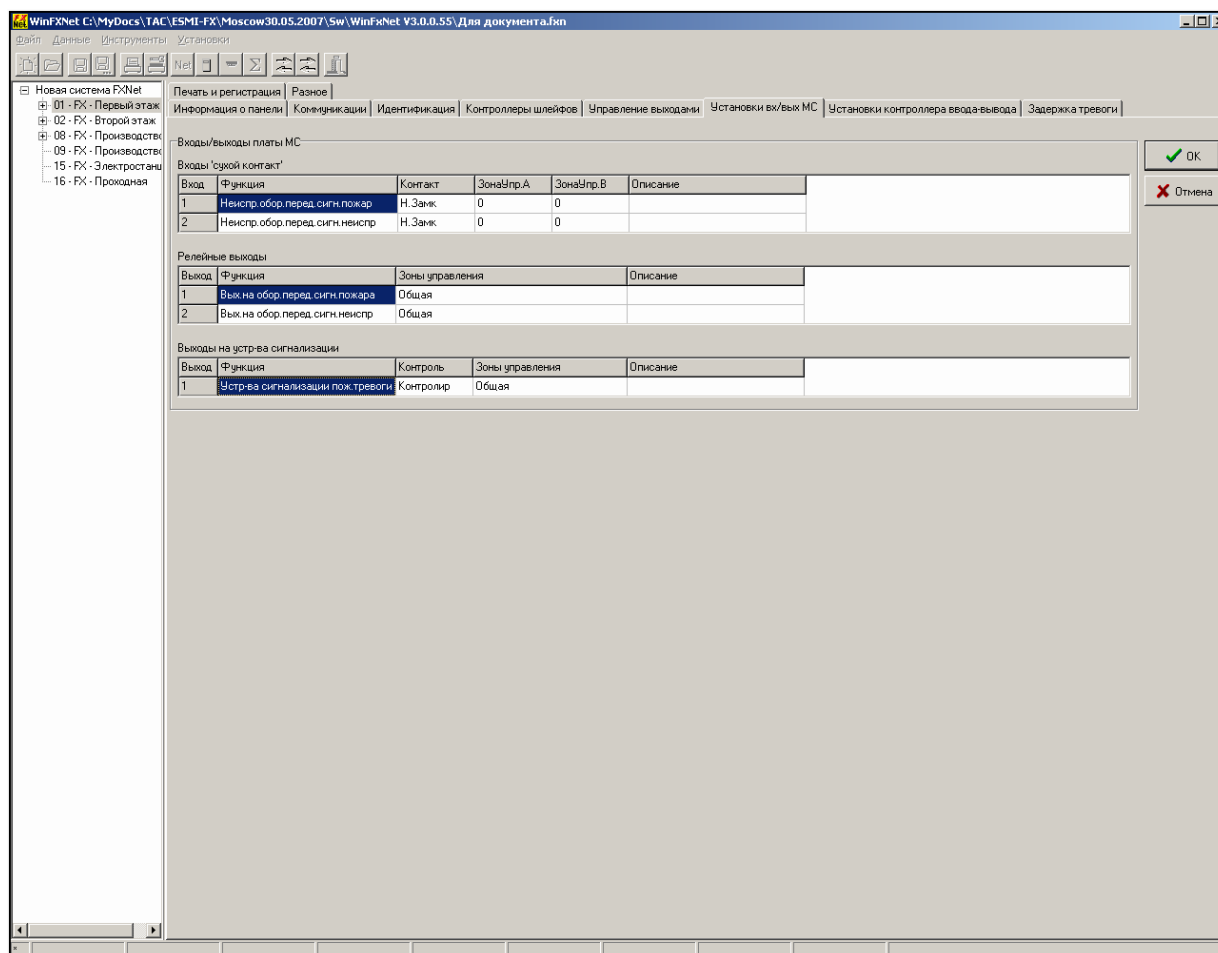 WinFXNet C:\MyDocs\TAC\ESMI-FX\Moscow30.05.2007\Sw\WinFxNet V3.0.0.55\Для документа.fxn
Файл Данные Инструменты Установки
Net Σ
Новая система FXNet
01 - FX - Первый этаж
02 - FX - Второй этаж
08 - FX - Производство
09 - FX - Производство
15 - FX - Электростанц
16 - FX - Проходная
Печать и регистрация Разное
Информация о панели Коммуникации Идентификация Контроллеры шлейфов Управление выходами Установки вх/вых MC Установки контроллера ввода-вывода Задержка тревоги
Входы/выходы платы MC
Входы 'сухой контакт'
Вход Функция Контакт ЗонаУпр.А ЗонаУпр.В Описание
1 Неиспр.обор.перед.сигн.пожар Н.Замк 0 0
2 Неиспр.обор.перед.сигн.неиспр Н.Замк 0 0
Релейные выходы
Выход Функция Зоны управления Описание
1 Вых.на обор.перед.сигн.пожара Общая
2 Вых.на обор.перед.сигн.неиспр Общая
Выходы на устр-ва сигнализации
Выход Функция Контроль Зоны управления Описание
1 Устр-ва сигнализации пож.тревоги Контролир Общая
OK
Отмена